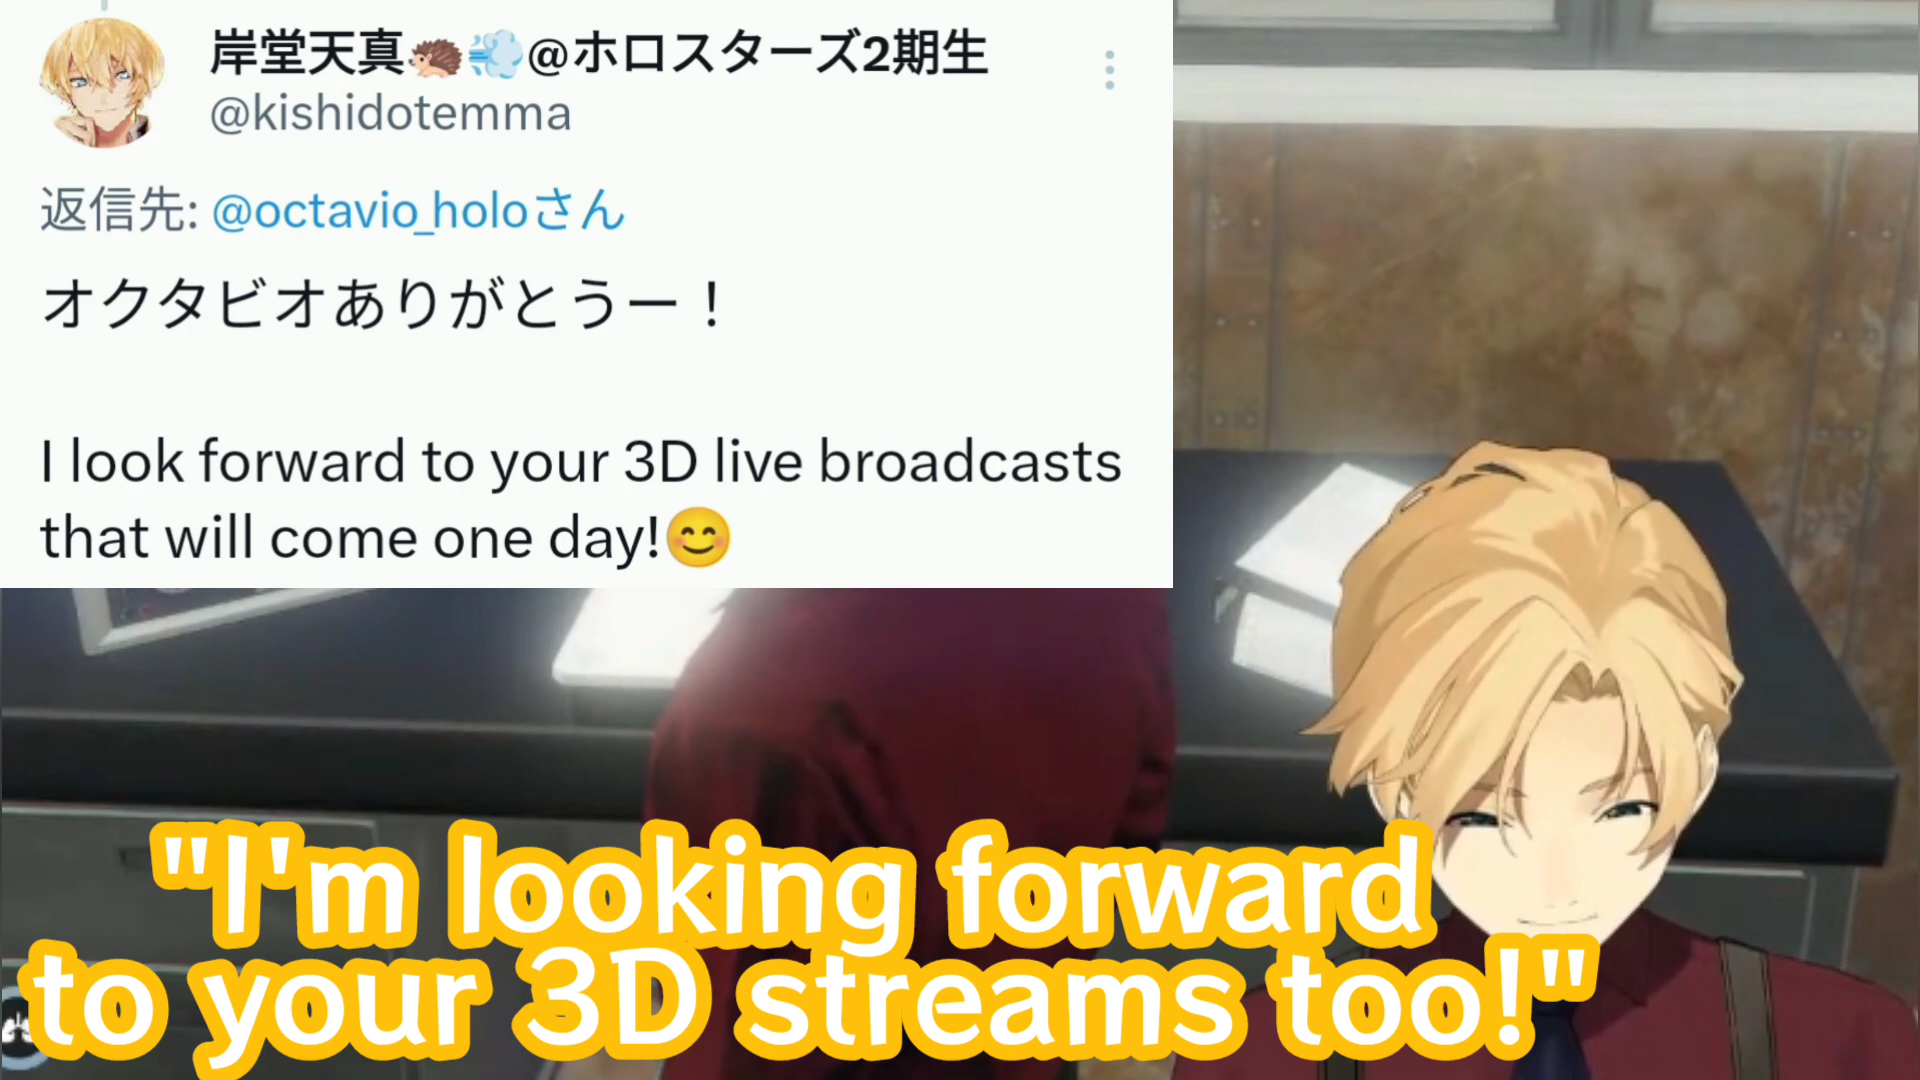 岸堂天真🦔💨@ホロスターズ2期生
@kishidotemma
返信先: @octavio_holoさん
オクタビオありがとうー！
I look forward to your 3D live broadcasts
that will come one day!😊
"I'm looking forward
to your 3D streams too!"